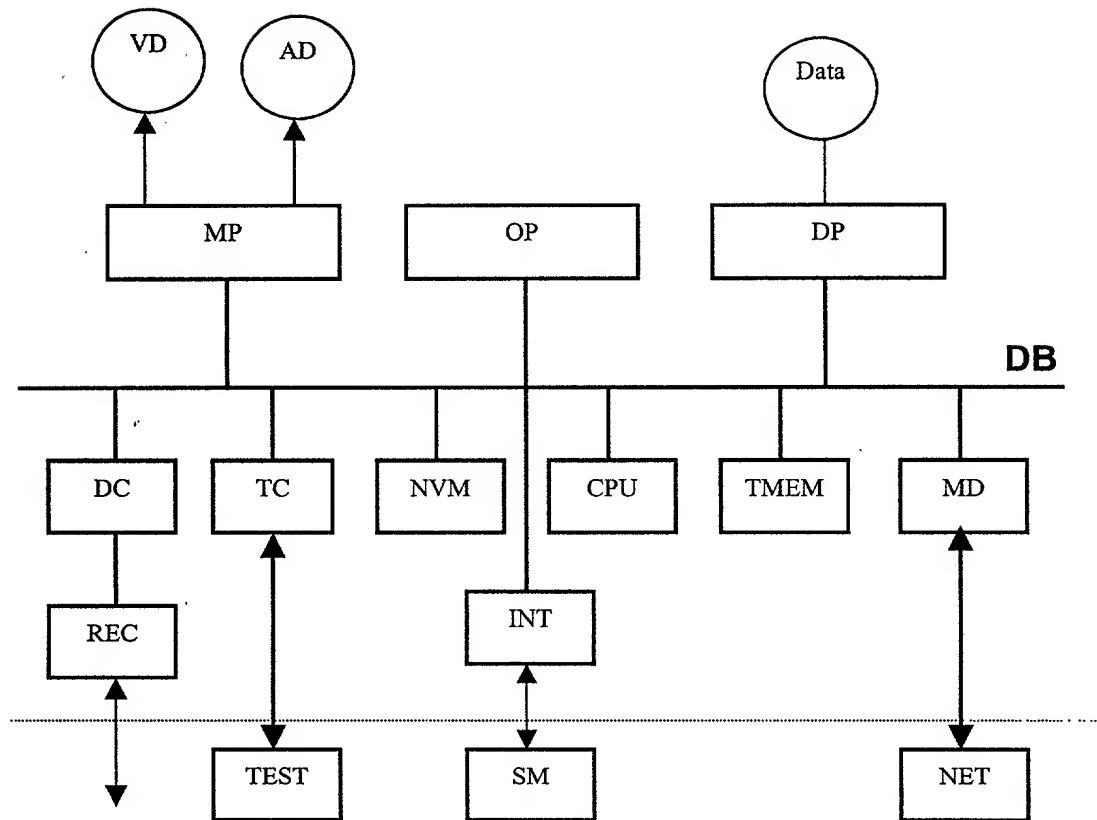 VD
AD
Data
MP
OP
DP
DB
DC
TC
NVM
CPU
TMEM
MD
REC
INT
TEST
SM
NET